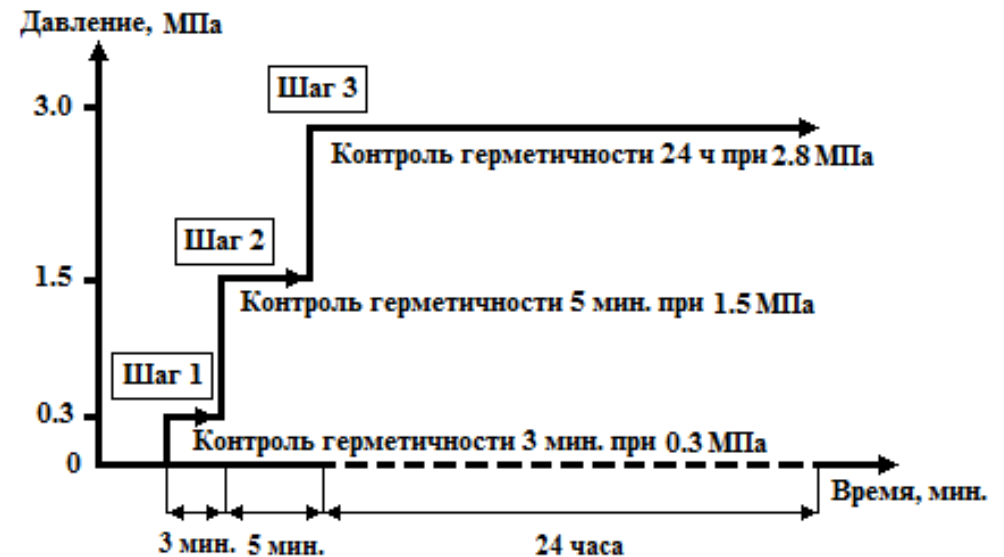 Давление, МПа
Шаг 3
3.0
Контроль герметичности 24 ч при 2.8 МПа
Шаг 2
1.5
Контроль герметичности 5 мин. при 1.5 МПа
Шаг 1
0.3
Контроль герметичности 3 мин. при 0.3 МПа
0
Время, мин.
3 мин. 5 мин. 24 часа